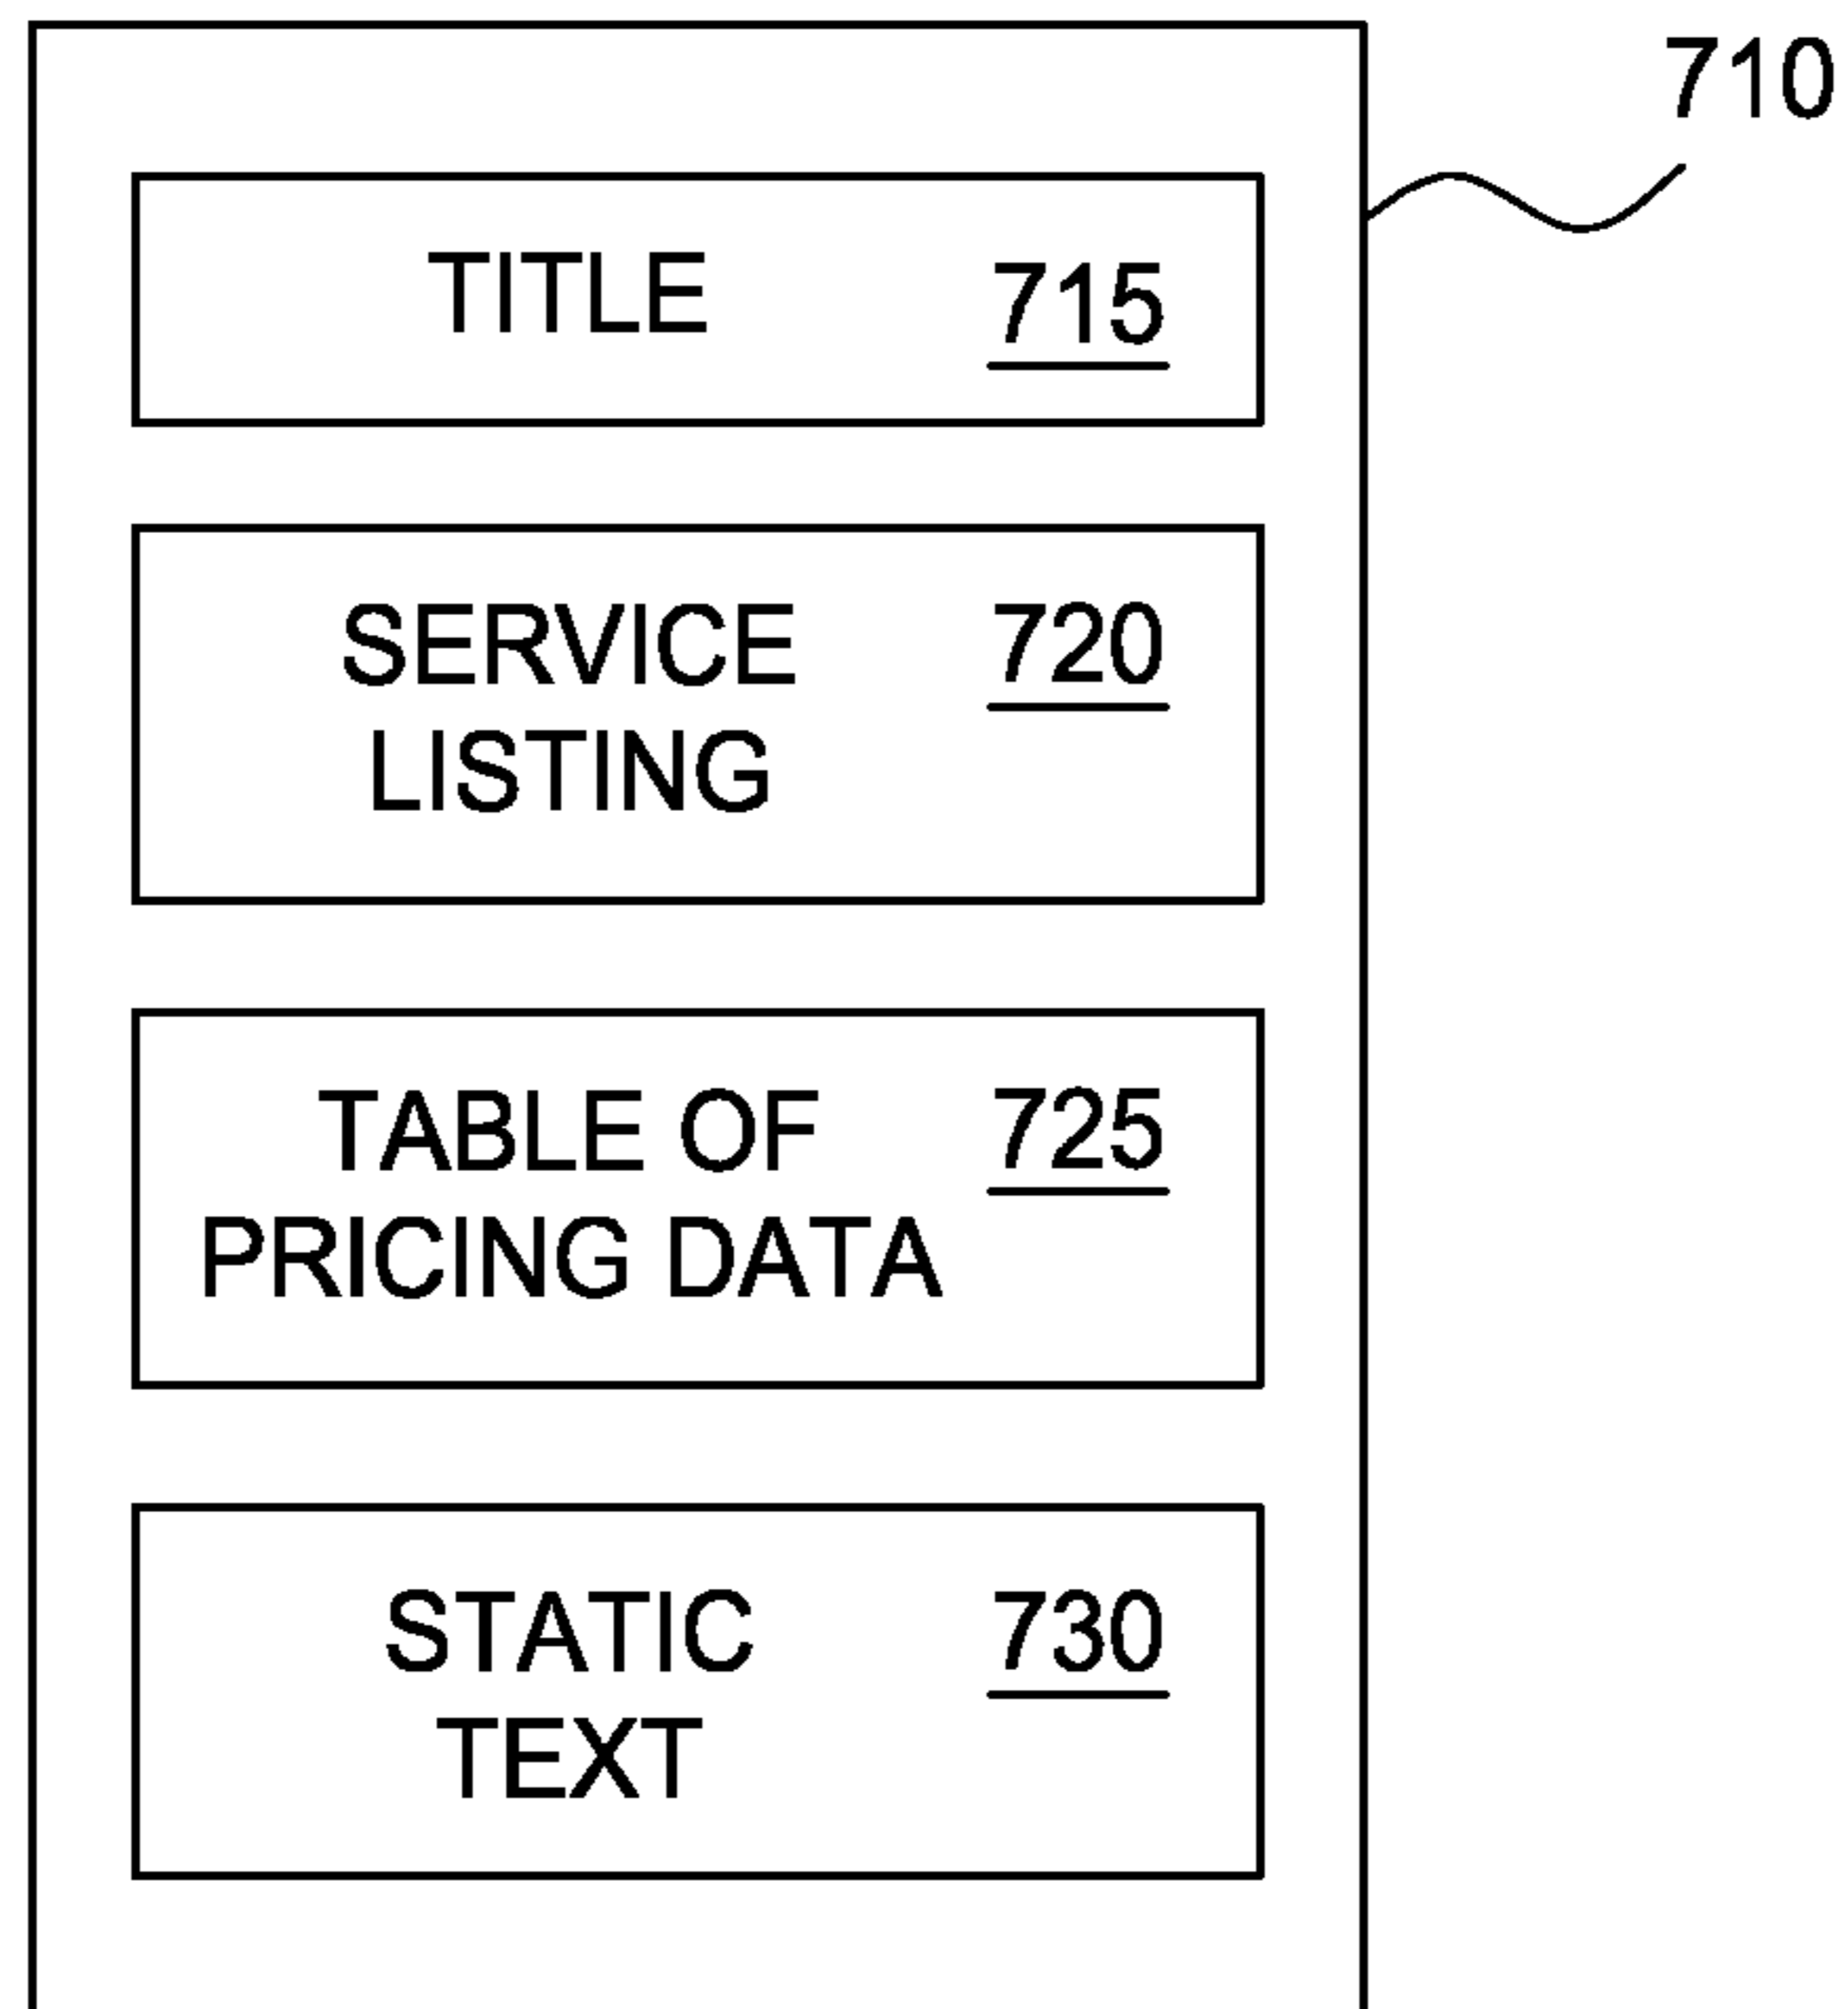 710
TITLE 715
SERVICE 720
LISTING
TABLE OF 725
PRICING DATA
STATIC 730
TEXT